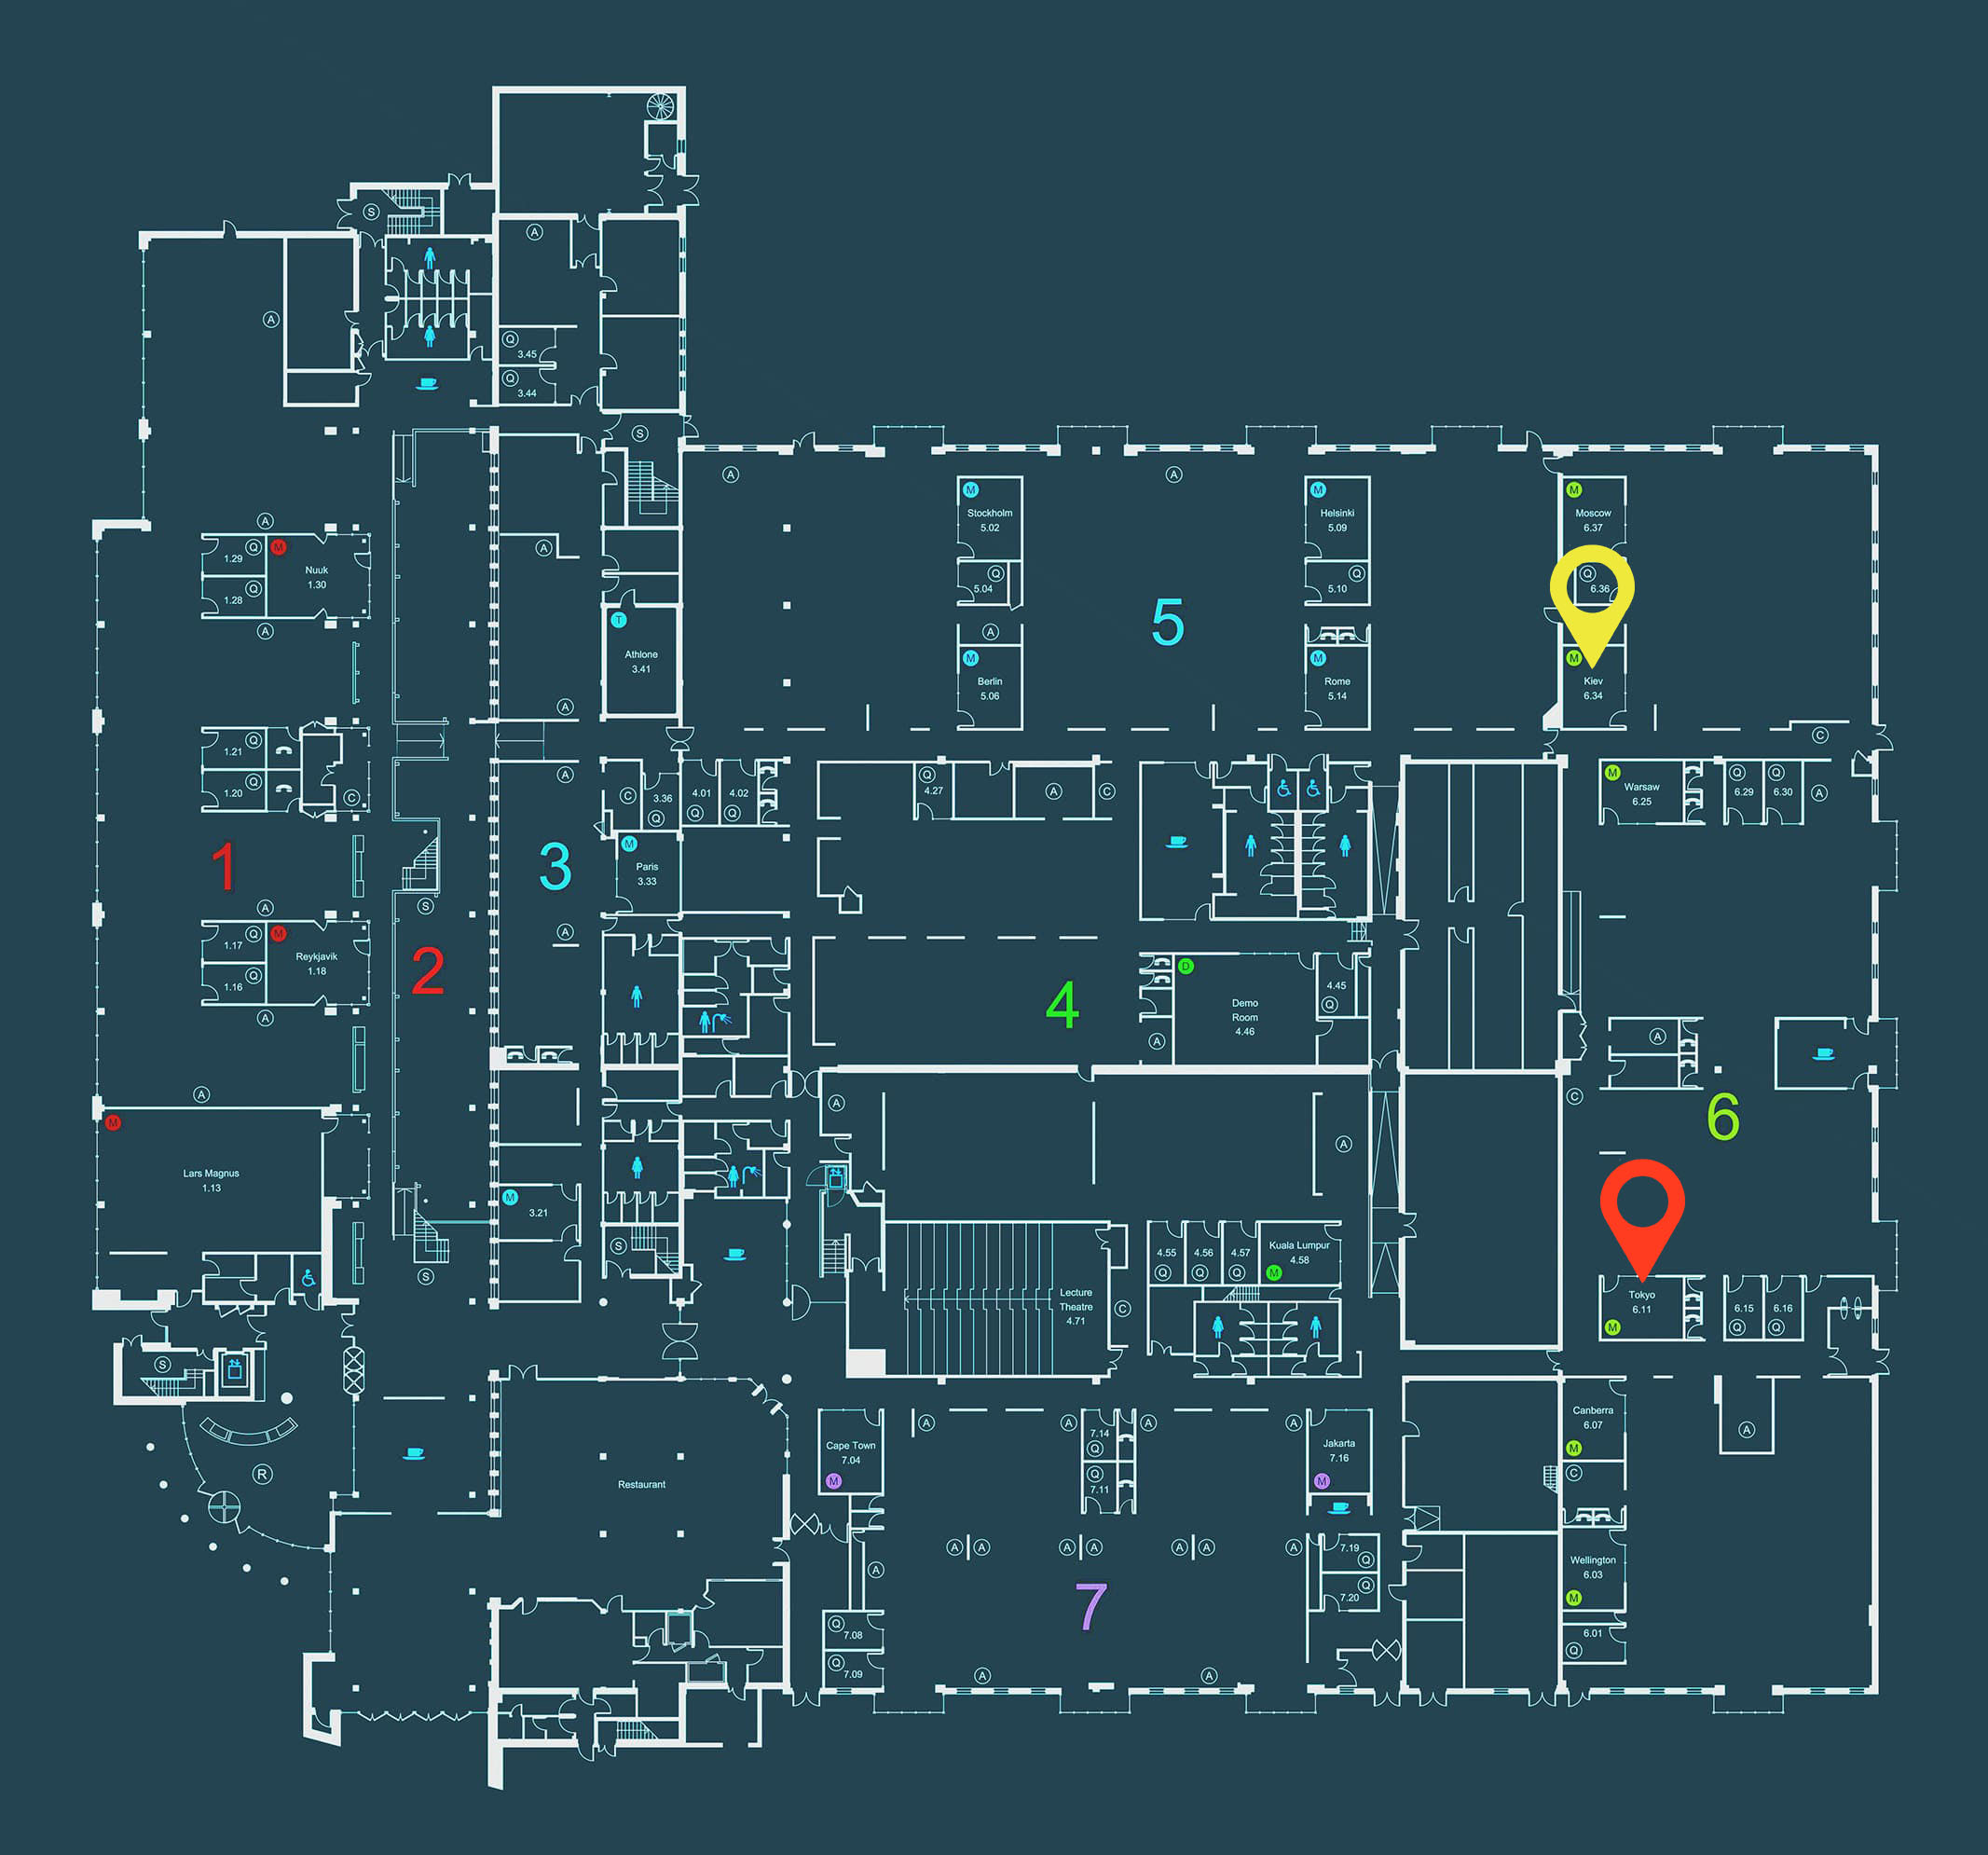 S
A
A
Q
3.45
Q
3.44
S
A
A
M
Stockholm
5.02
Q
5.04
A
M
Berlin
5.06
M
Helsinki
5.09
Q
5.10
M
Rome
5.14
5
M
Moscow
6.37
Q
6.36
M
Kiev
6.34
C
A
1.29
Q
1.28
Q
M
Nuuk
1.30
A
A
T
Athlone
3.41
A
1.21
Q
1.20
Q
C
A
C
3.36
Q
4.01
Q
4.02
Q
Q
4.27
A
C
M
Warsaw
6.25
Q
6.29
Q
6.30
A
1
3
M
Paris
3.33
A
S
A
1.17
Q
1.16
Q
M
Reykjavik
1.18
A
2
4
D
Demo
Room
4.46
4.45
Q
A
A
C
6
A
M
Lars Magnus
1.13
A
A
M
3.21
S
S
4.55
Q
4.56
Q
4.57
Q
Kuala Lumpur
4.58
M
Lecture
Theatre
4.71
C
Tokyo
6.11
M
6.15
Q
6.16
Q
S
R
Restaurant
Cape Town
7.04
M
A
A
7.14
Q
Q
7.11
A
A
Jakarta
7.16
M
Canberra
6.07
M
C
A
A
A
A
A
A
A
A
A
7.19
Q
Q
7.20
Wellington
6.03
M
6.01
Q
7
Q
7.08
Q
7.09
A
A